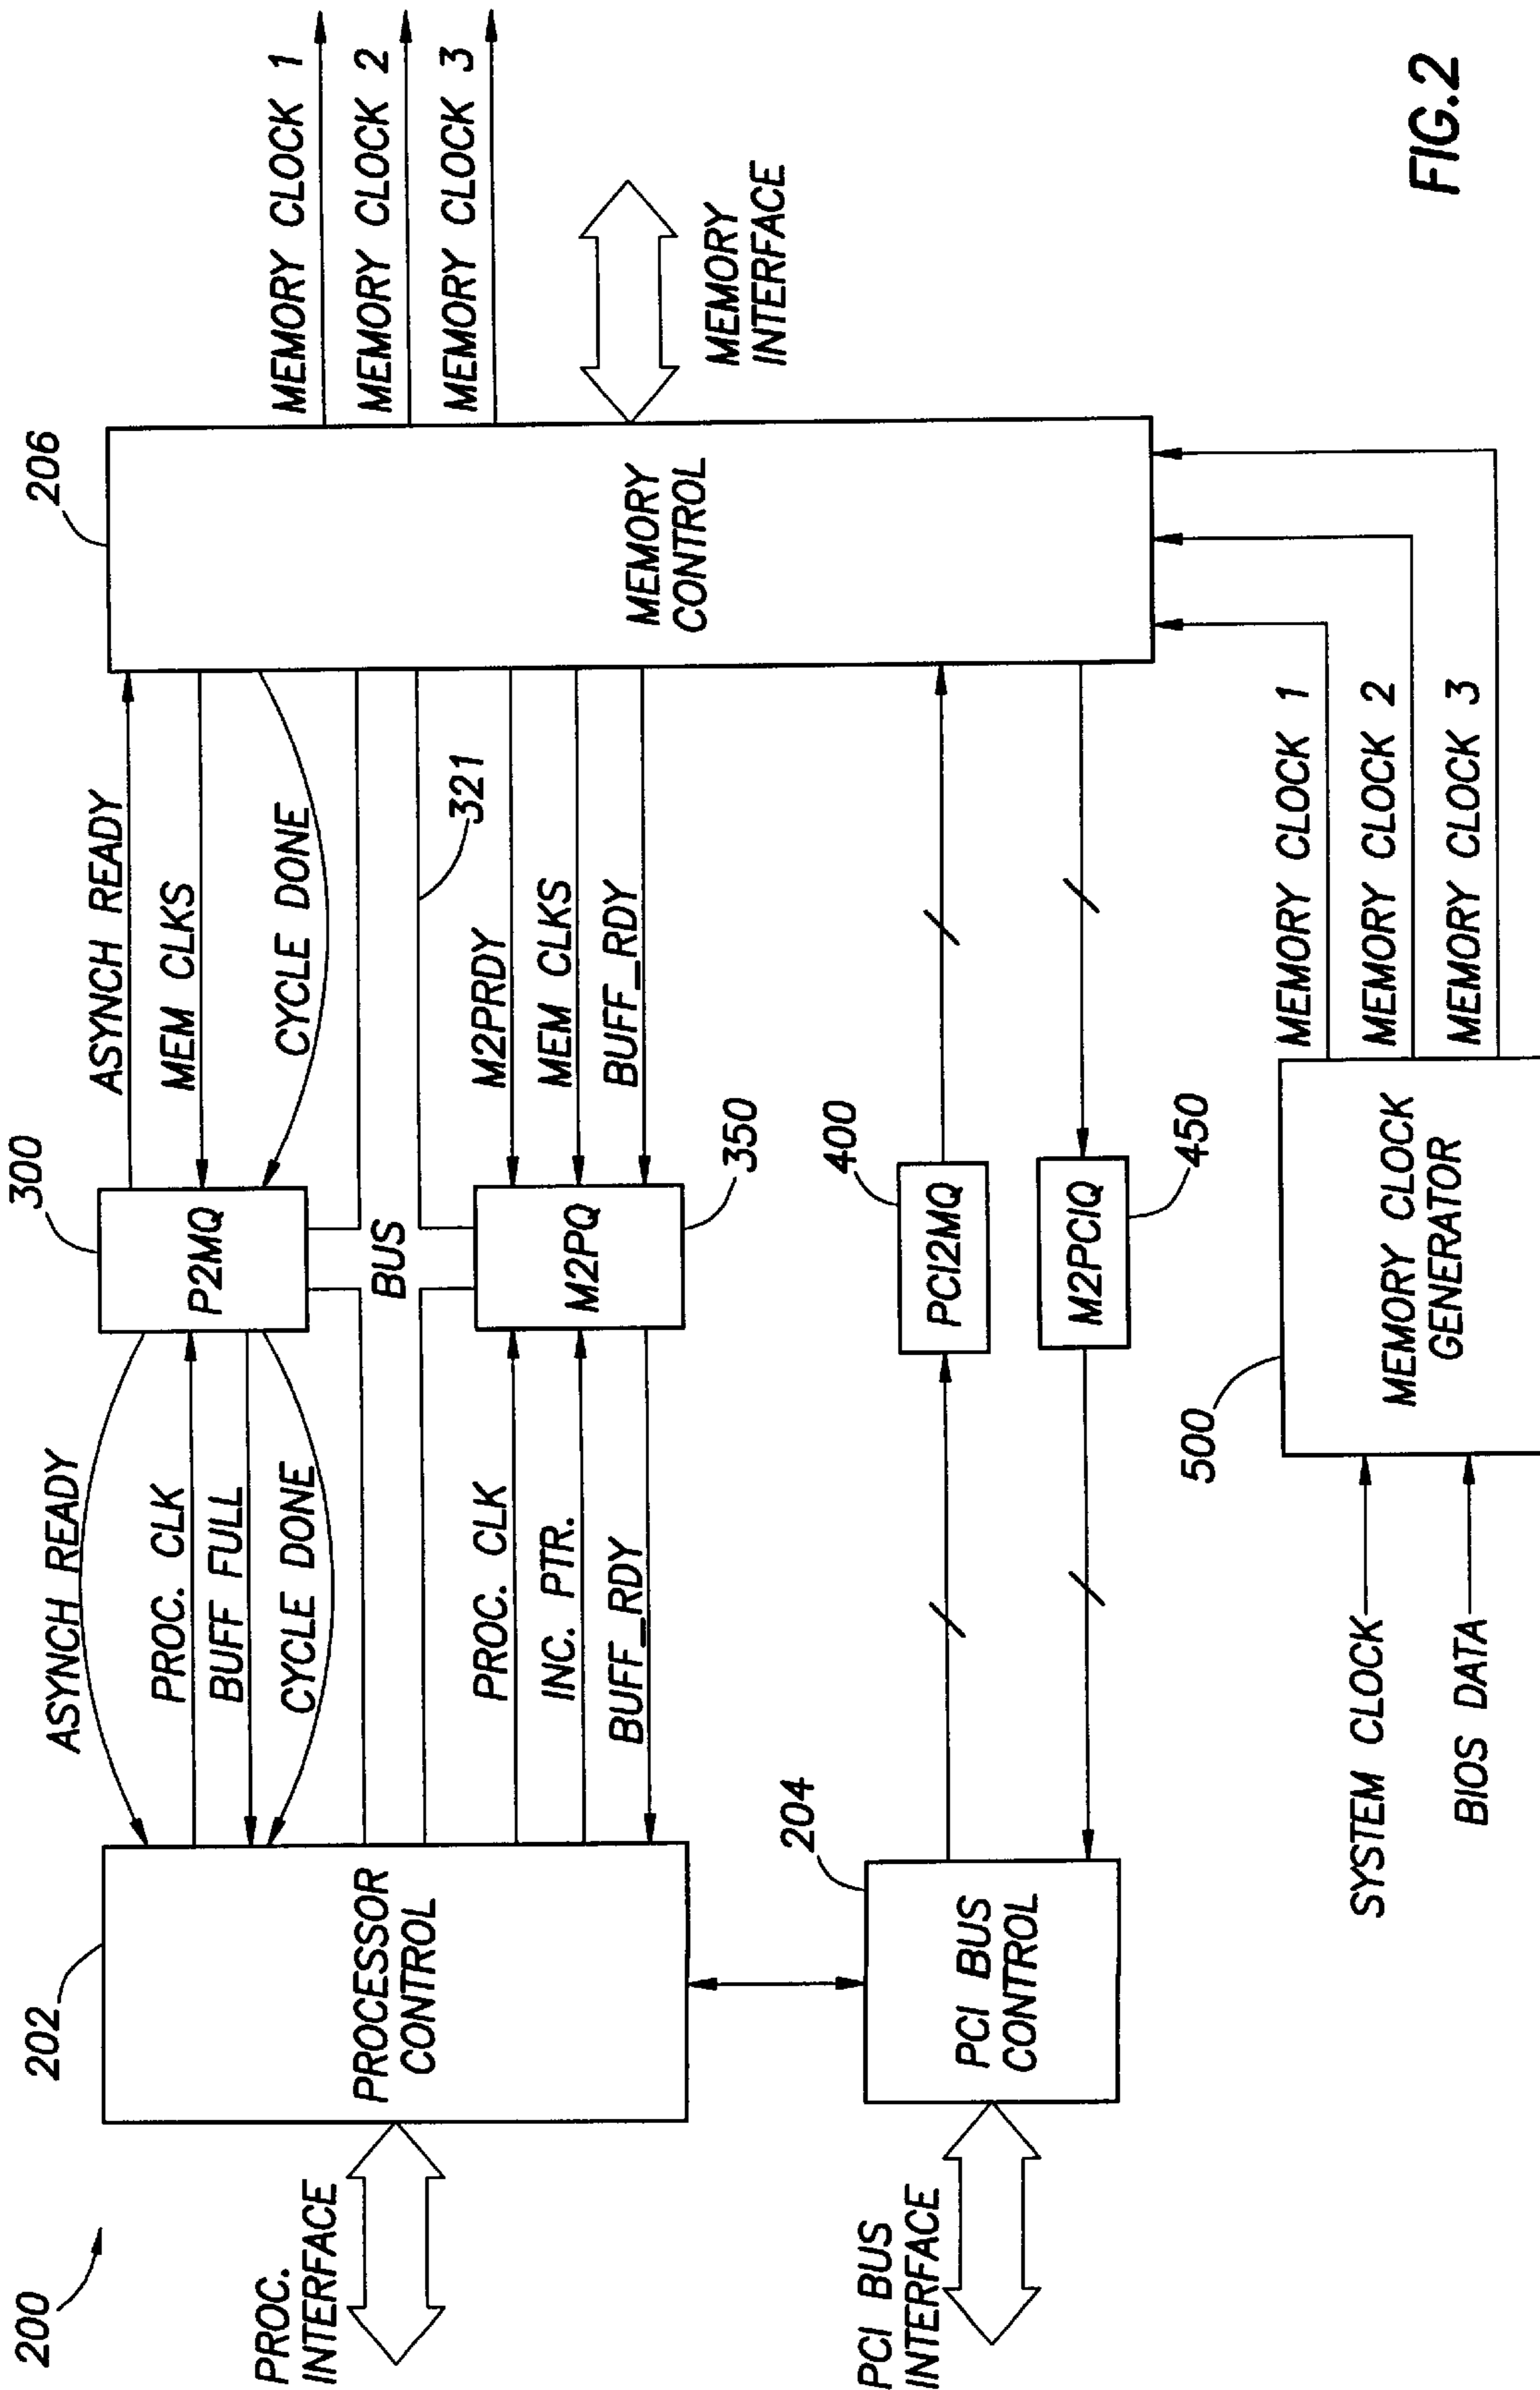 200
PROC.
INTERFACE
202
PROCESSOR
CONTROL
ASYNCH READY
PROC. CLK
BUFF FULL
CYCLE DONE
300
P2MQ
ASYNCH READY
MEM CLKS
CYCLE DONE
206
MEMORY
CONTROL
MEMORY CLOCK 1
MEMORY CLOCK 2
MEMORY CLOCK 3
MEMORY
INTERFACE
BUS
321
PROC. CLK
INC. PTR.
BUFF_RDY
M2PQ
350
M2PRDY
MEM CLKS
BUFF_RDY
PCI BUS
INTERFACE
204
PCI BUS
CONTROL
400
PCI2MQ
M2PCIQ
450
SYSTEM CLOCK
BIOS DATA
500
MEMORY CLOCK
GENERATOR
MEMORY CLOCK 1
MEMORY CLOCK 2
MEMORY CLOCK 3
FIG.2